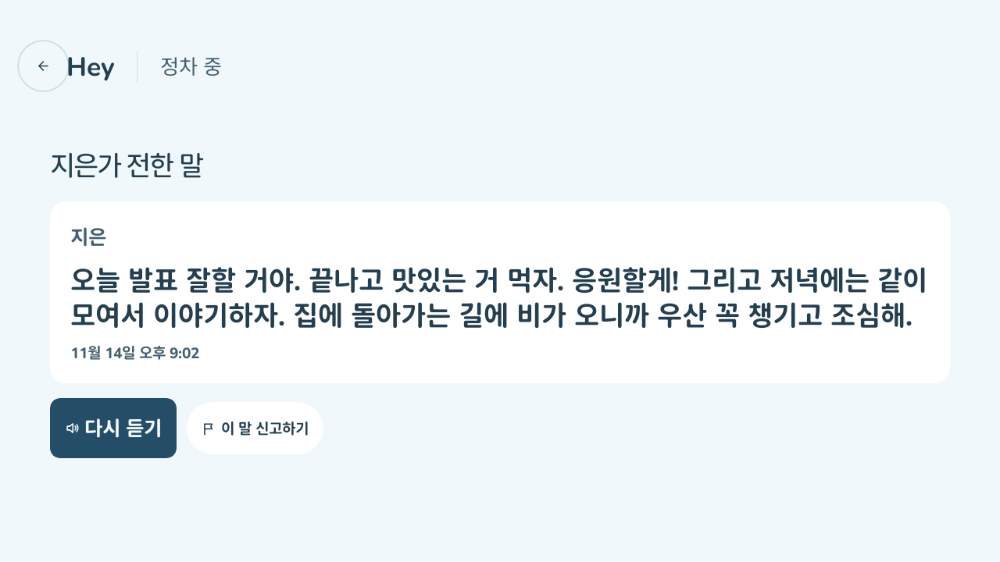 Hey
정차 중
지은가 전한 말
지은
오늘 발표 잘할 거야. 끝나고 맛있는 거 먹자. 응원할게! 그리고 저녁에는 같이
모여서 이야기하자. 집에 돌아가는 길에 비가 오니까 우산 꼭 챙기고 조심해.
11월 14일 오후 9:02
다시 듣기
이 말 신고하기